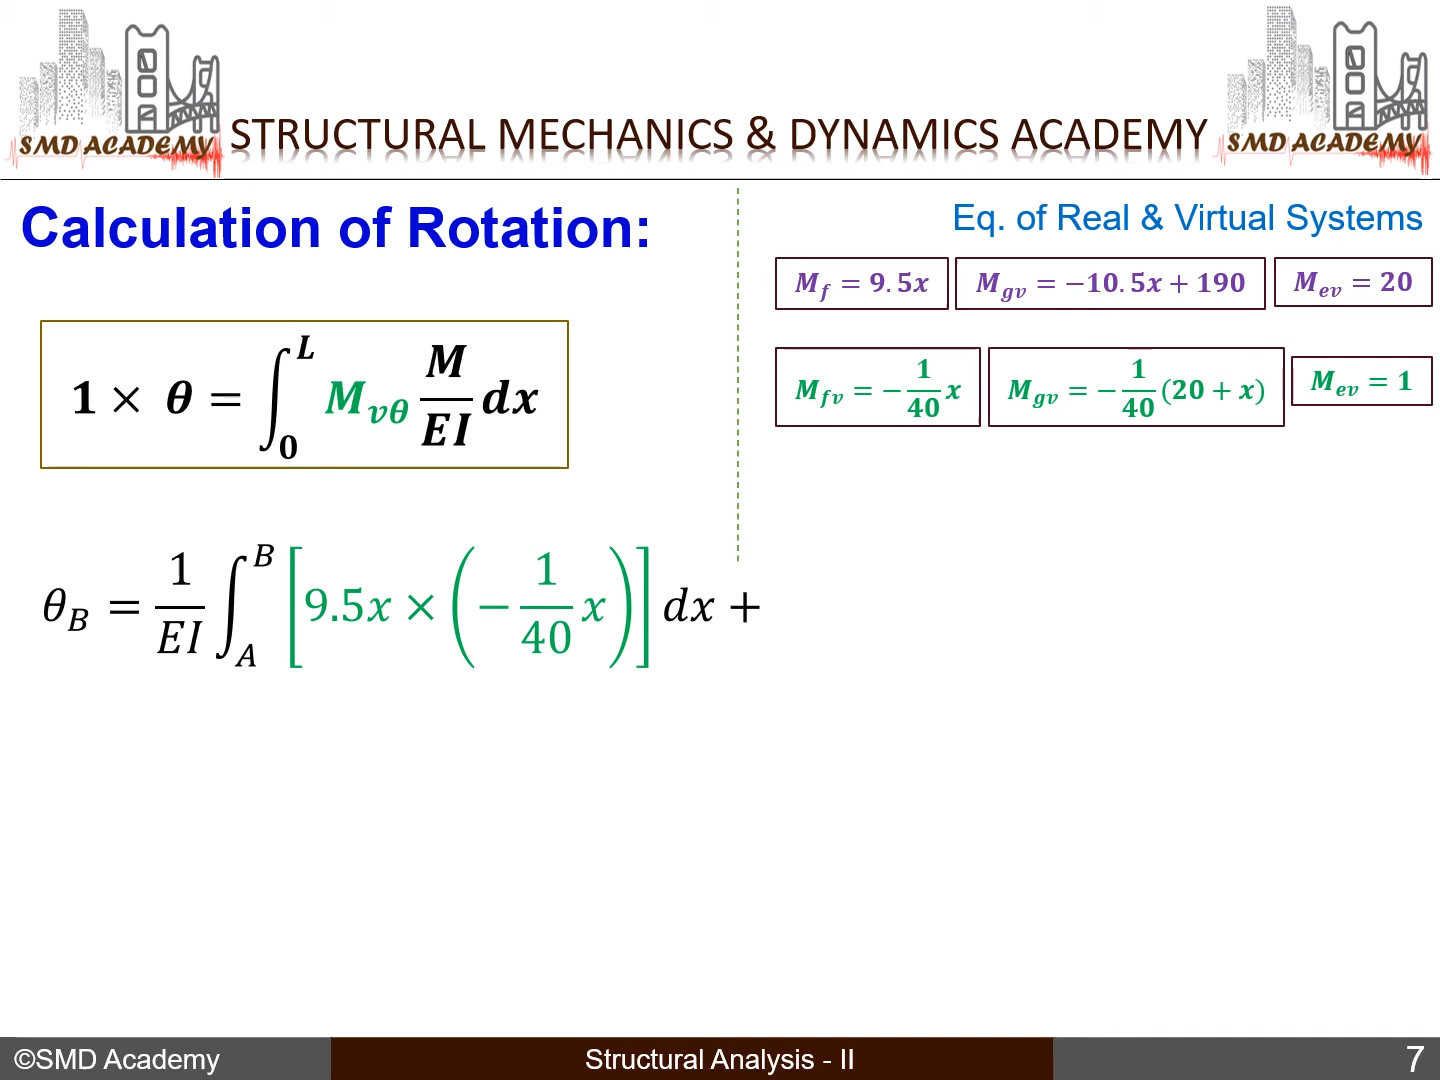 SMD ACADEMY
STRUCTURAL MECHANICS & DYNAMICS ACADEMY
SMD ACADEMY
Calculation of Rotation:
Eq. of Real & Virtual Systems
M_f = 9.5x
M_gv = −10.5x + 190
M_ev = 20
1 × θ = ∫_0^L M_vθ M/EI dx
M_fv = −1/40 x
M_gv = −1/40 (20 + x)
M_ev = 1
θ_B = 1/EI ∫_A^B [9.5x × (−1/40 x)] dx +
©SMD Academy
Structural Analysis - II
7